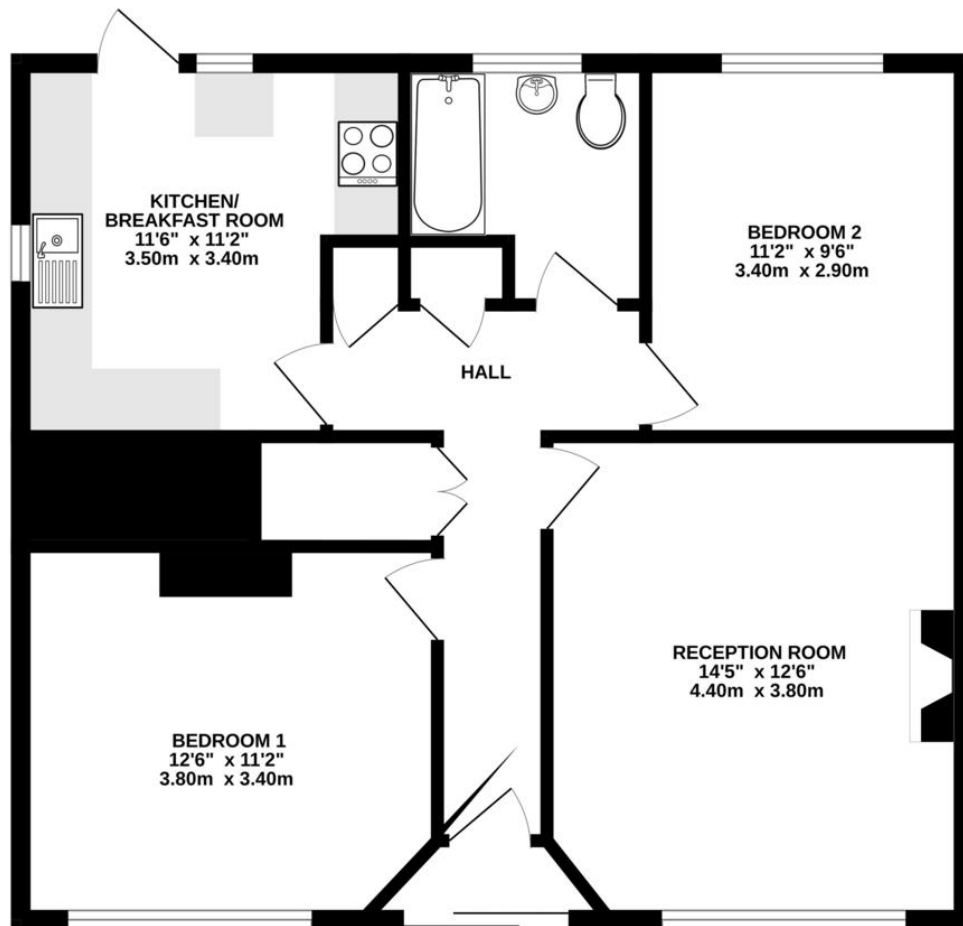 KITCHEN/
BREAKFAST ROOM
11'6" x 11'2"
3.50m x 3.40m
BEDROOM 2
11'2" x 9'6"
3.40m x 2.90m
HALL
RECEPTION ROOM
14'5" x 12'6"
4.40m x 3.80m
BEDROOM 1
12'6" x 11'2"
3.80m x 3.40m